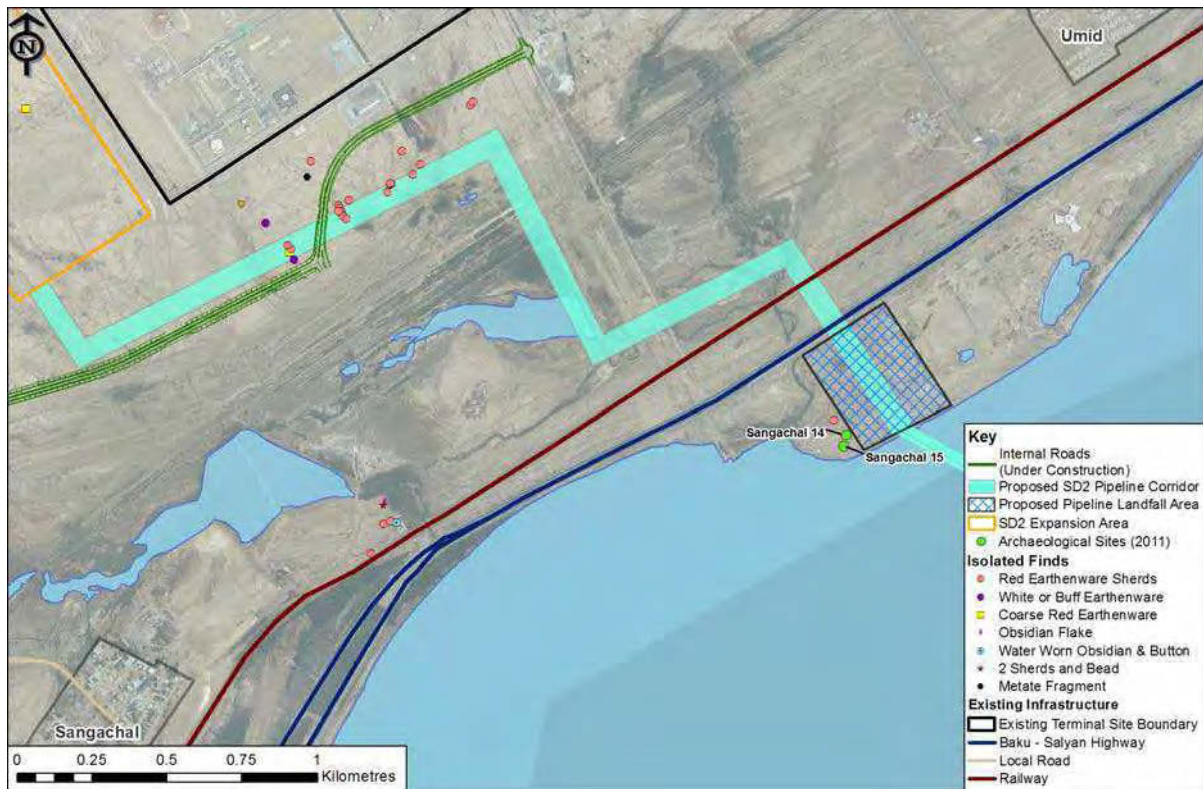 N
Umid
Sangachal 14
Sangachal 15
Sangachal
0 0.25 0.5 0.75 1
Kilometres
Key
Internal Roads
(Under Construction)
Proposed SD2 Pipeline Corridor
Proposed Pipeline Landfall Area
SD2 Expansion Area
Archaeological Sites (2011)
Isolated Finds
Red Earthenware Sherds
White or Buff Earthenware
Coarse Red Earthenware
Obsidian Flake
Water Worn Obsidian & Button
2 Sherds and Bead
Metate Fragment
Existing Infrastructure
Existing Terminal Site Boundary
Baku - Salyan Highway
Local Road
Railway